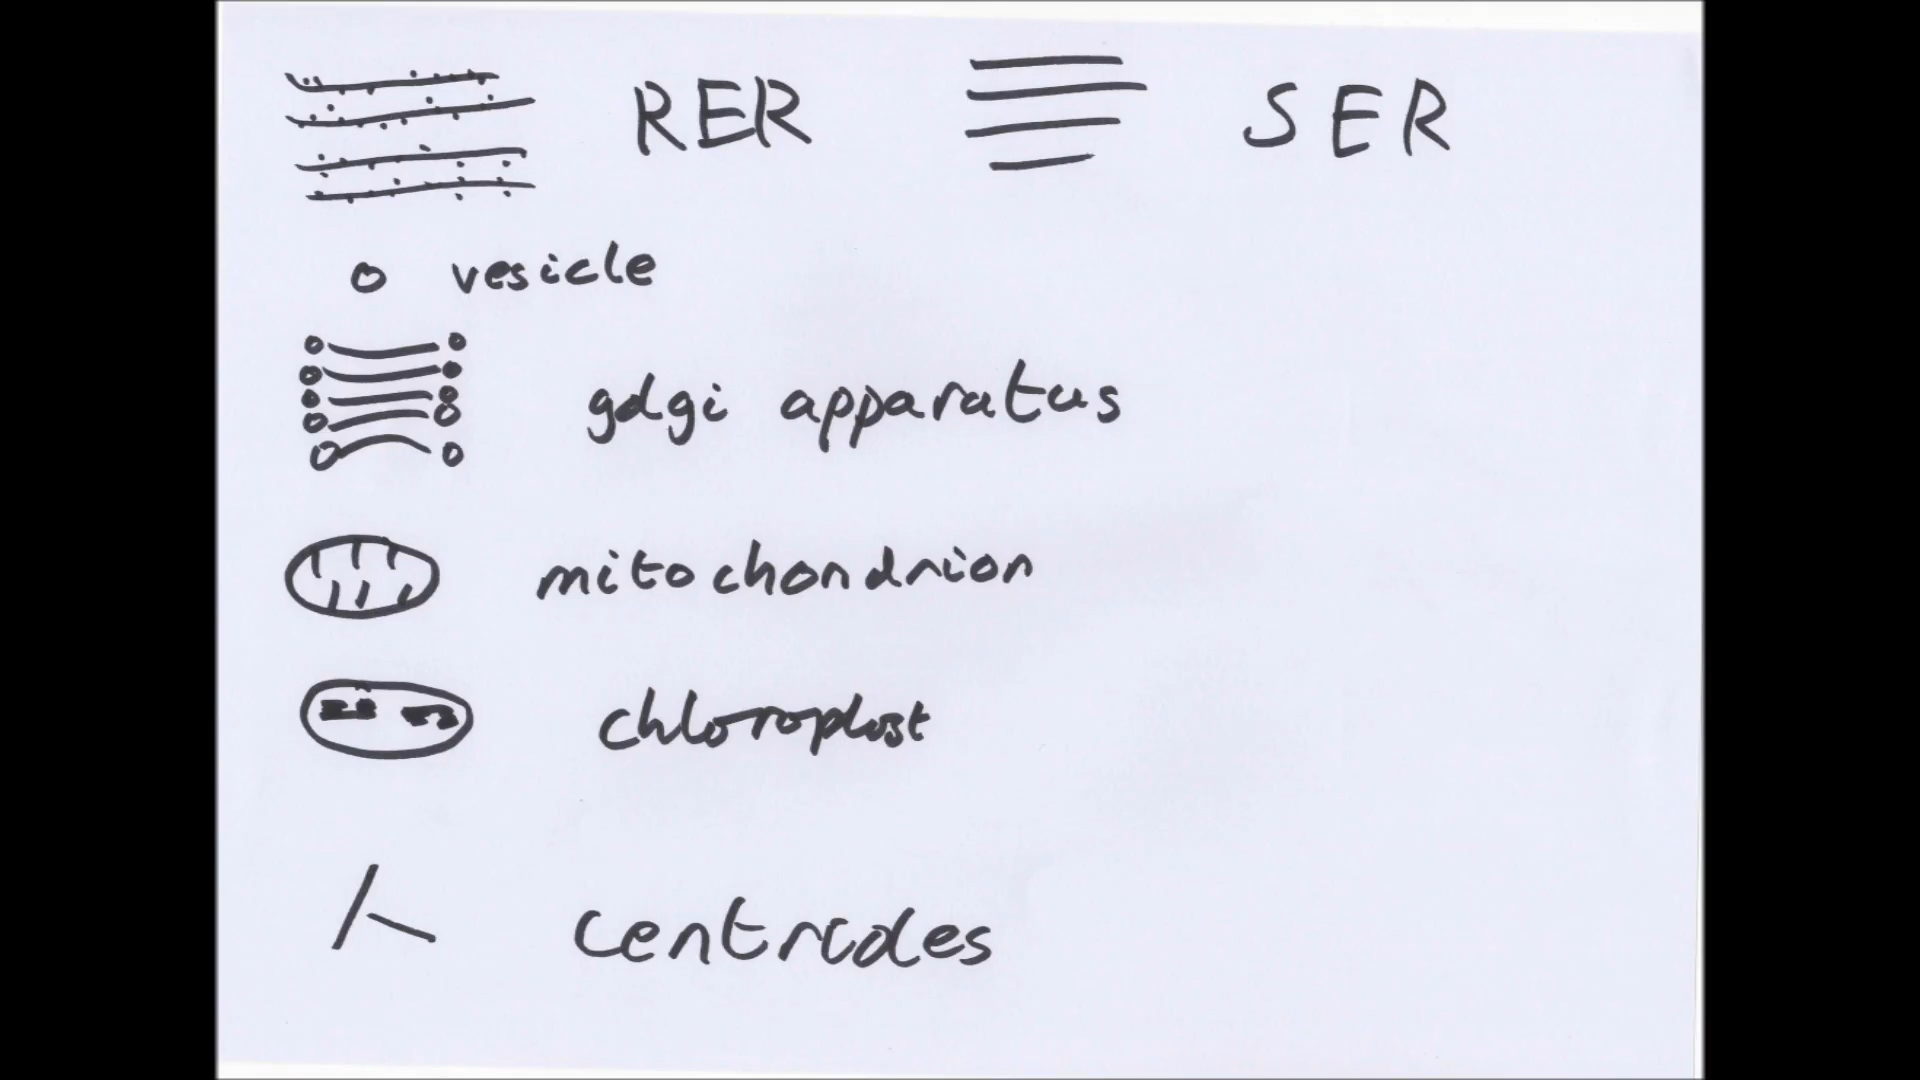 RER SER
vesicle
golgi apparatus
mitochondrion
chloroplast
centrioles